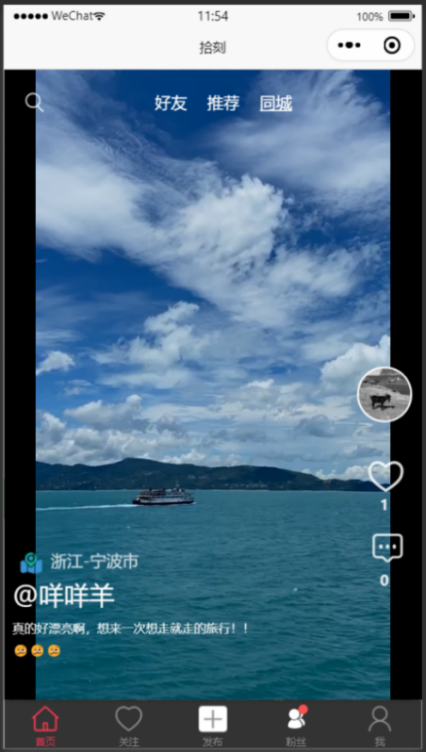 WeChat
11:54
100%
拾刻
好友 推荐 同城
1
0
浙江-宁波市
@咩咩羊
真的好漂亮啊，想来一次想走就走的旅行！！
首页 关注 发布 粉丝 我